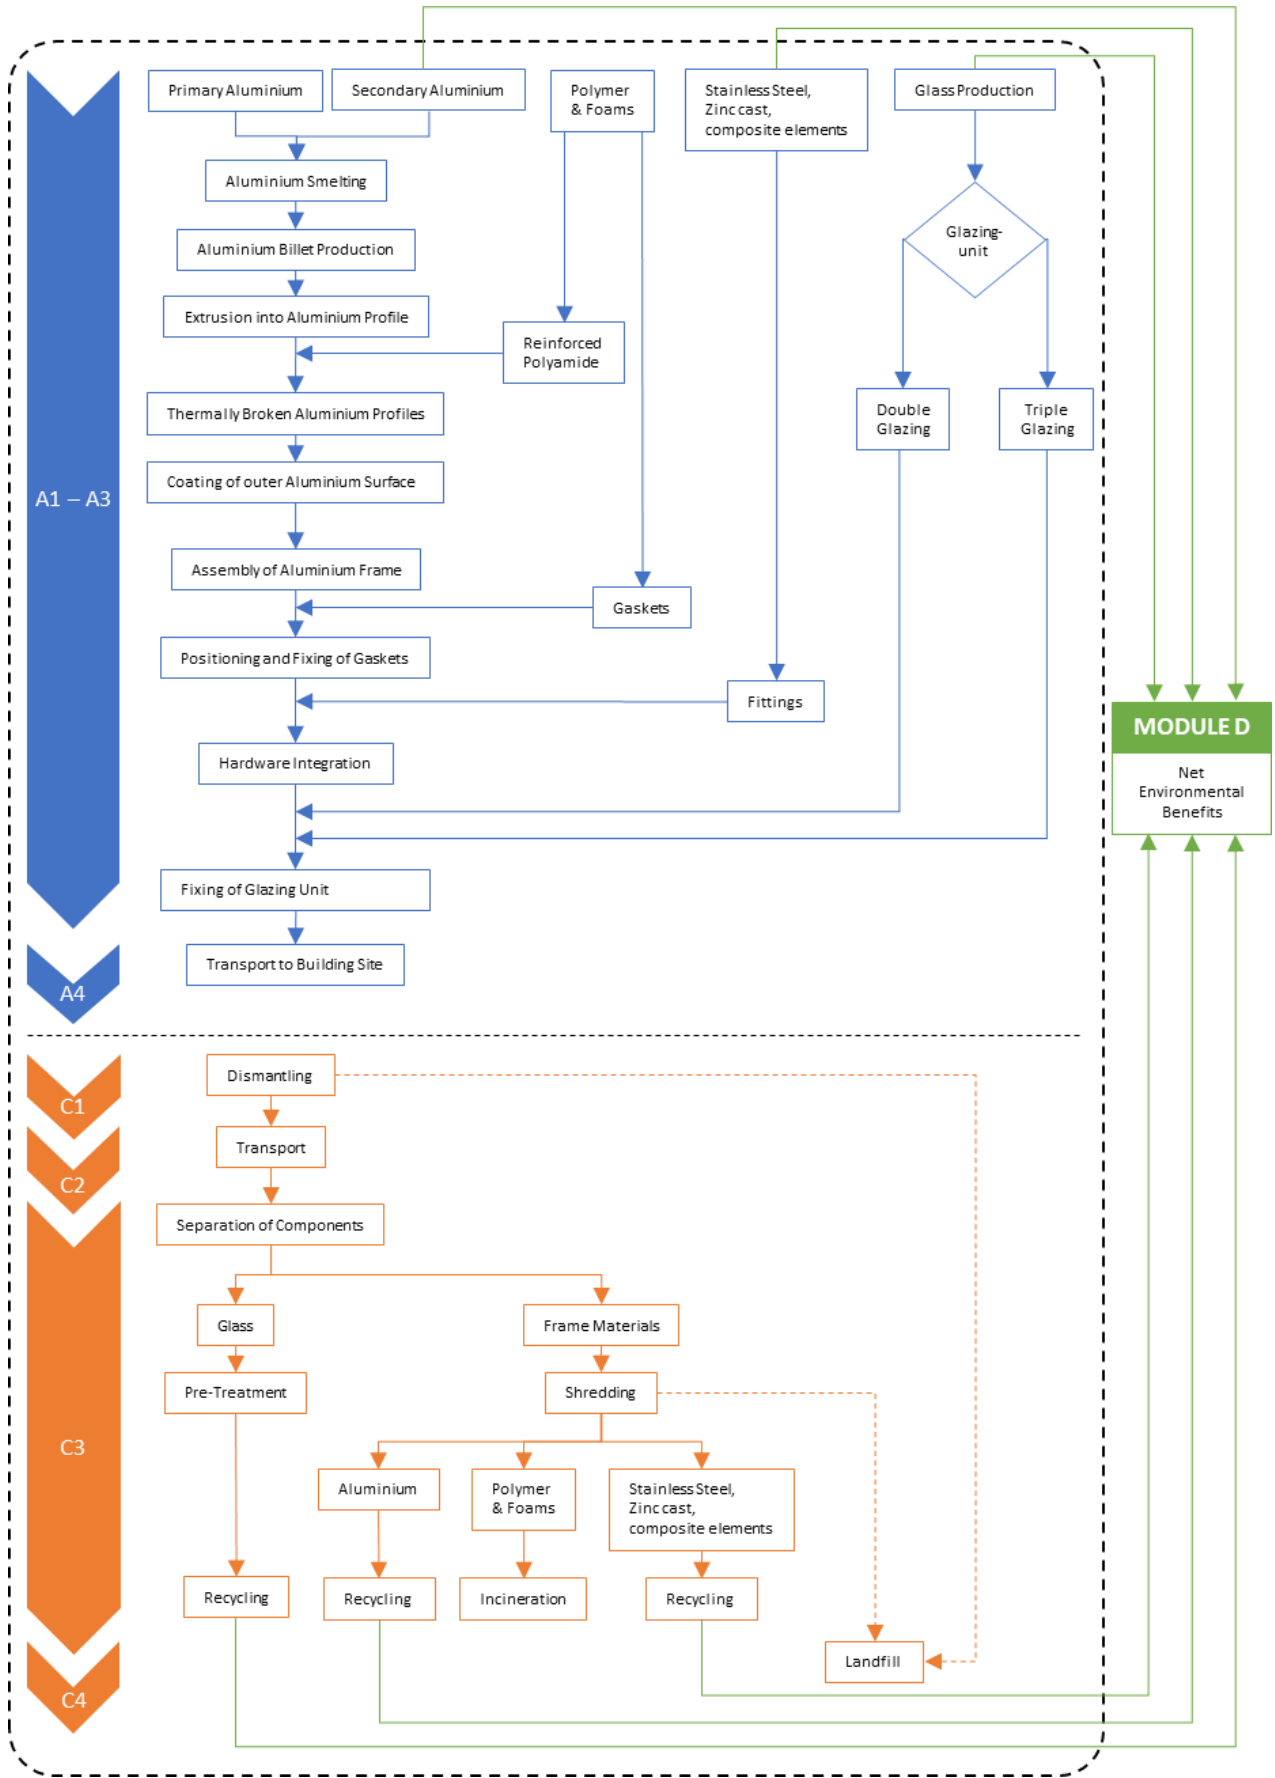 Primary Aluminium
Secondary Aluminium
Polymer
& Foams
Stainless Steel,
Zinc cast,
composite elements
Glass Production
Aluminium Smelting
Glazing-
unit
Aluminium Billet Production
Extrusion into Aluminium Profile
Reinforced
Polyamide
Thermally Broken Aluminium Profiles
Double
Glazing
Triple
Glazing
Coating of outer Aluminium Surface
A1 – A3
Assembly of Aluminium Frame
Gaskets
Positioning and Fixing of Gaskets
Fittings
MODULE D
Net
Environmental
Benefits
Hardware Integration
Fixing of Glazing Unit
Transport to Building Site
A4
Dismantling
C1
Transport
C2
Separation of Components
Glass
Frame Materials
Pre-Treatment
Shredding
C3
Aluminium
Polymer
& Foams
Stainless Steel,
Zinc cast,
composite elements
Recycling
Recycling
Incineration
Recycling
Landfill
C4